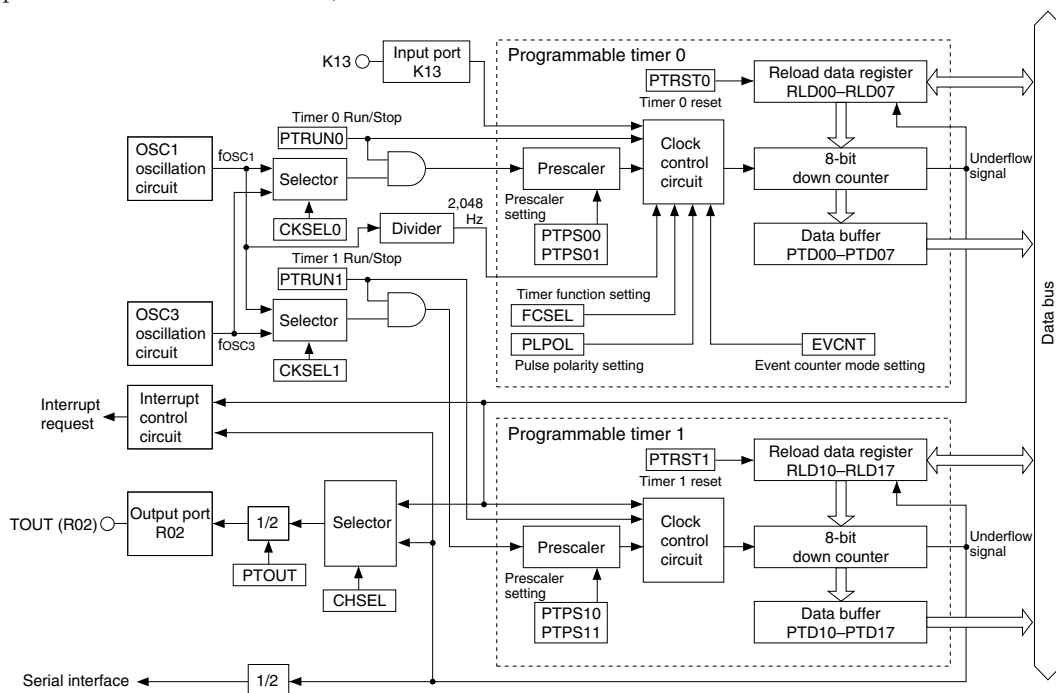 K13
Input port
K13
Programmable timer 0
PTRST0
Timer 0 reset
Reload data register
RLD00–RLD07
Timer 0 Run/Stop
PTRUN0
OSC1
oscillation
circuit
fOSC1
Selector
CKSEL0
Prescaler
Prescaler
setting
PTPS00
PTPS01
Clock
control
circuit
8-bit
down counter
Underflow
signal
Data buffer
PTD00–PTD07
Divider
2,048
Hz
Timer 1 Run/Stop
PTRUN1
OSC3
oscillation
circuit
fOSC3
Selector
CKSEL1
Timer function setting
FCSEL
PLPOL
Pulse polarity setting
EVCNT
Event counter mode setting
Data bus
Interrupt
request
Interrupt
control
circuit
Programmable timer 1
PTRST1
Timer 1 reset
Reload data register
RLD10–RLD17
TOUT (R02)
Output port
R02
1/2
PTOUT
Selector
CHSEL
Prescaler
Prescaler
setting
PTPS10
PTPS11
Clock
control
circuit
8-bit
down counter
Underflow
signal
Data buffer
PTD10–PTD17
Serial interface
1/2